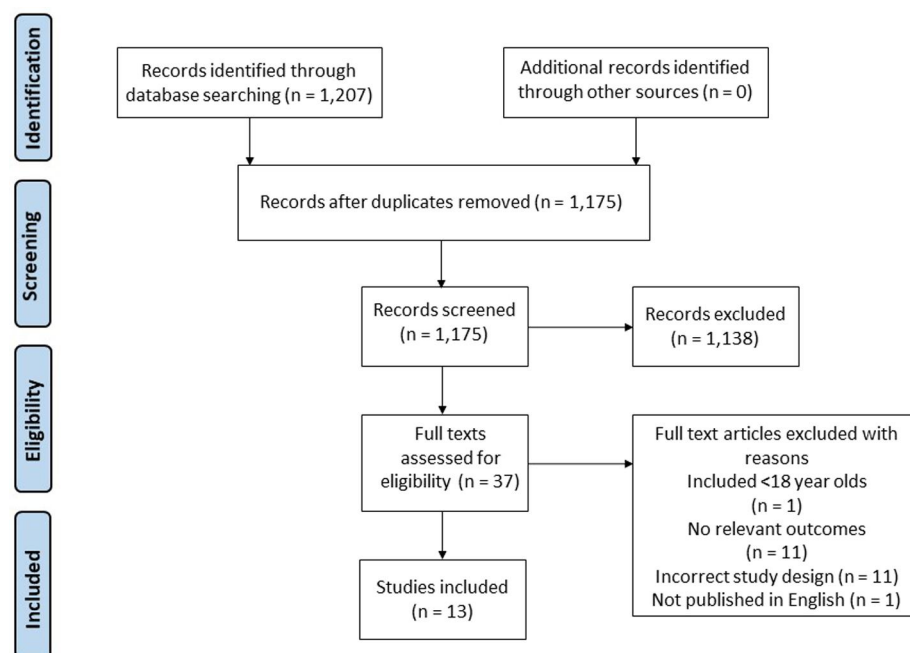 Identification
Records identified through
database searching (n = 1,207)
Additional records identified
through other sources (n = 0)
Records after duplicates removed (n = 1,175)
Screening
Records screened
(n = 1,175)
Records excluded
(n = 1,138)
Eligibility
Full texts
assessed for
eligibility (n = 37)
Full text articles excluded with
reasons
Included <18 year olds
(n = 1)
No relevant outcomes
(n = 11)
Incorrect study design (n = 11)
Not published in English (n = 1)
Included
Studies included
(n = 13)